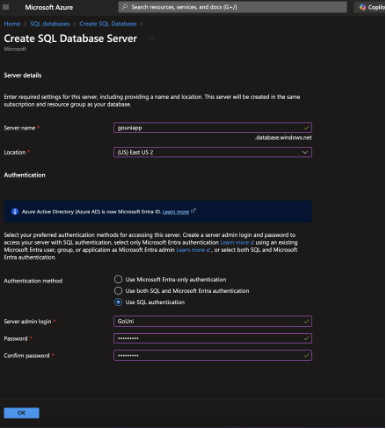 Microsoft Azure
Search resources, services, and docs (G+/)
Copilo
Home > SQL databases > Create SQL Database >
Create SQL Database Server ...
Microsoft
Server details
Enter required settings for this server, including providing a name and location. This server will be created in the same
subscription and resource group as your database.
Server name *
gouniapp
.database.windows.net
Location *
(US) East US 2
Authentication
Azure Active Directory (Azure AD) is now Microsoft Entra ID. Learn more
Select your preferred authentication methods for accessing this server. Create a server admin login and password to
access your server with SQL authentication, select only Microsoft Entra authentication Learn more using an existing
Microsoft Entra user, group, or application as Microsoft Entra admin Learn more , or select both SQL and Microsoft
Entra authentication.
Authentication method
Use Microsoft Entra-only authentication
Use both SQL and Microsoft Entra authentication
Use SQL authentication
Server admin login *
GoUni
Password *
•••••••••
Confirm password *
•••••••••
OK